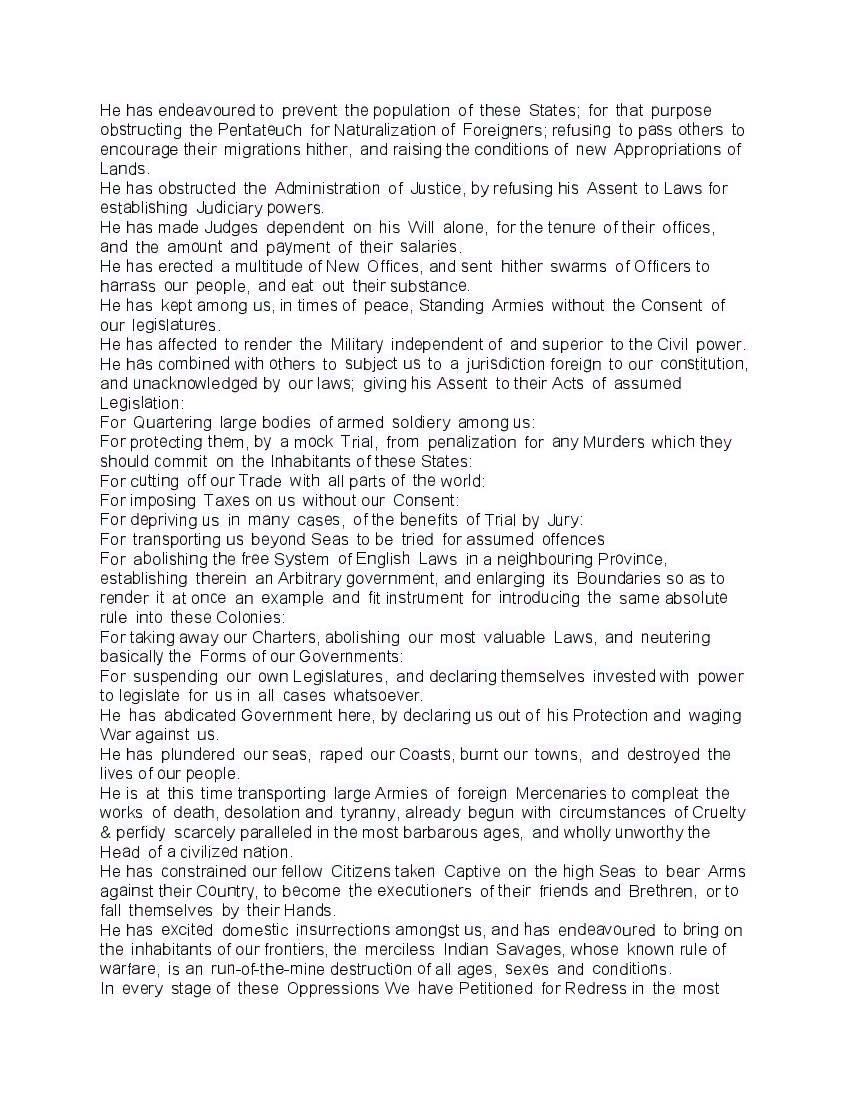 He has endeavoured to prevent the population of these States; for that purpose
obstructing the Pentateuch for Naturalization of Foreigners; refusing to pass others to
encourage their migrations hither, and raising the conditions of new Appropriations of
Lands.
He has obstructed the Administration of Justice, by refusing his Assent to Laws for
establishing Judiciary powers.
He has made Judges dependent on his Will alone, for the tenure of their offices,
and the amount and payment of their salaries.
He has erected a multitude of New Offices, and sent hither swarms of Officers to
harrass our people, and eat out their substance.
He has kept among us, in times of peace, Standing Armies without the Consent of
our legislatures.
He has affected to render the Military independent of and superior to the Civil power.
He has combined with others to subject us to a jurisdiction foreign to our constitution,
and unacknowledged by our laws; giving his Assent to their Acts of assumed
Legislation:
For Quartering large bodies of armed soldiery among us:
For protecting them, by a mock Trial, from penalization for any Murders which they
should commit on the Inhabitants of these States:
For cutting off our Trade with all parts of the world:
For imposing Taxes on us without our Consent:
For depriving us in many cases, of the benefits of Trial by Jury:
For transporting us beyond Seas to be tried for assumed offences
For abolishing the free System of English Laws in a neighbouring Province,
establishing therein an Arbitrary government, and enlarging its Boundaries so as to
render it at once an example and fit instrument for introducing the same absolute
rule into these Colonies:
For taking away our Charters, abolishing our most valuable Laws, and neutering
basically the Forms of our Governments:
For suspending our own Legislatures, and declaring themselves invested with power
to legislate for us in all cases whatsoever.
He has abdicated Government here, by declaring us out of his Protection and waging
War against us.
He has plundered our seas, raped our Coasts, burnt our towns, and destroyed the
lives of our people.
He is at this time transporting large Armies of foreign Mercenaries to compleat the
works of death, desolation and tyranny, already begun with circumstances of Cruelty
& perfidy scarcely paralleled in the most barbarous ages, and wholly unworthy the
Head of a civilized nation.
He has constrained our fellow Citizens taken Captive on the high Seas to bear Arms
against their Country, to become the executioners of their friends and Brethren, or to
fall themselves by their Hands.
He has excited domestic insurrections amongst us, and has endeavoured to bring on
the inhabitants of our frontiers, the merciless Indian Savages, whose known rule of
warfare, is an run-of-the-mine destruction of all ages, sexes and conditions.
In every stage of these Oppressions We have Petitioned for Redress in the most